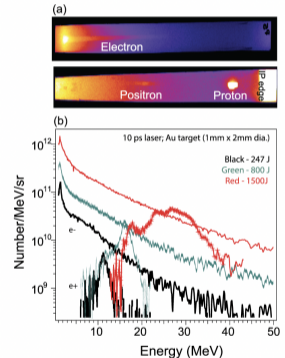 (a)
Electron
Positron
Proton
IP edge
(b)
10 ps laser; Au target (1mm x 2mm dia.)
Black - 247 J
Green - 800 J
Red - 1500J
e-
e+
Number/MeV/sr
10¹²
10¹¹
10¹⁰
10⁹
10
20
30
40
50
Energy (MeV)